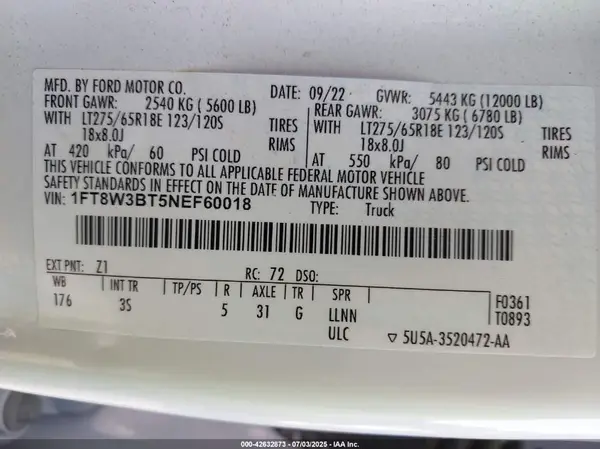 MFD. BY FORD MOTOR CO.
DATE: 09/22 GVWR: 5443 KG (12000 LB)
FRONT GAWR: 2540 KG (5600 LB)
REAR GAWR: 3075 KG (6780 LB)
WITH LT275/65R18E 123/120S TIRES
WITH LT275/65R18E 123/120S TIRES
18x8.0J RIMS
18x8.0J RIMS
AT 420 kPa/ 60 PSI COLD
AT 550 kPa/ 80 PSI COLD
THIS VEHICLE CONFORMS TO ALL APPLICABLE FEDERAL MOTOR VEHICLE
SAFETY STANDARDS IN EFFECT ON THE DATE OF MANUFACTURE SHOWN ABOVE.
VIN: 1FT8W3BT5NEF60018 TYPE: Truck
EXT PNT: Z1 RC: 72 DSO:
WB INT TR TP/PS R AXLE TR SPR
176 3S 5 31 G LLNN
ULC
F0361
T0893
5U5A-3520472-AA
000-42632873 - 07/03/2025 - IAA Inc.